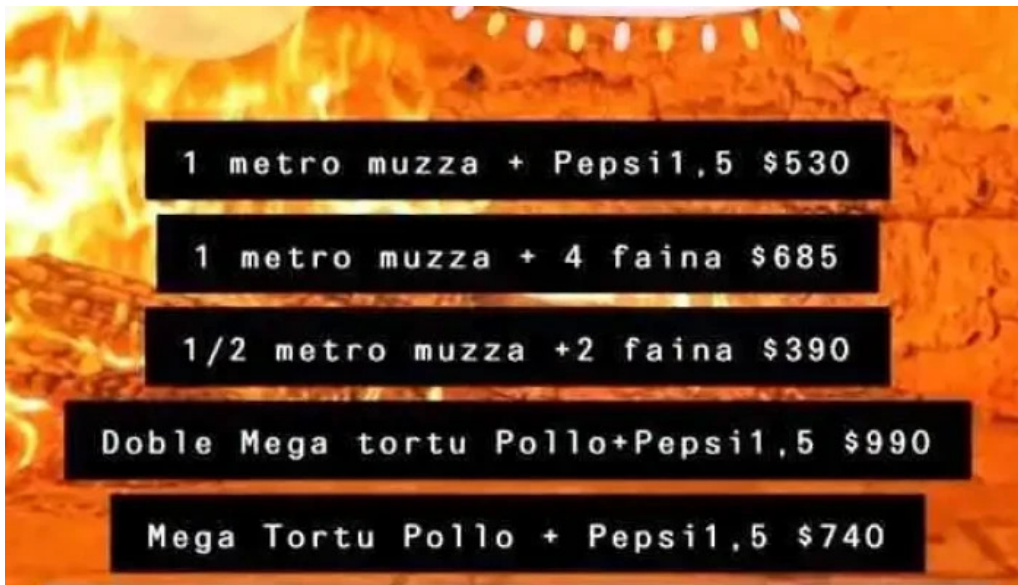 1 metro muzza + Pepsi1,5 $530
1 metro muzza + 4 faina $685
1/2 metro muzza +2 faina $390
Doble Mega tortu Pollo+Pepsi1,5 $990
Mega Tortu Pollo + Pepsi1,5 $740